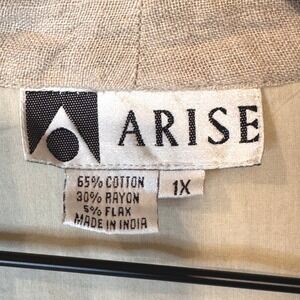 ARISE
65% COTTON
30% RAYON
5% FLAX
MADE IN INDIA
1X